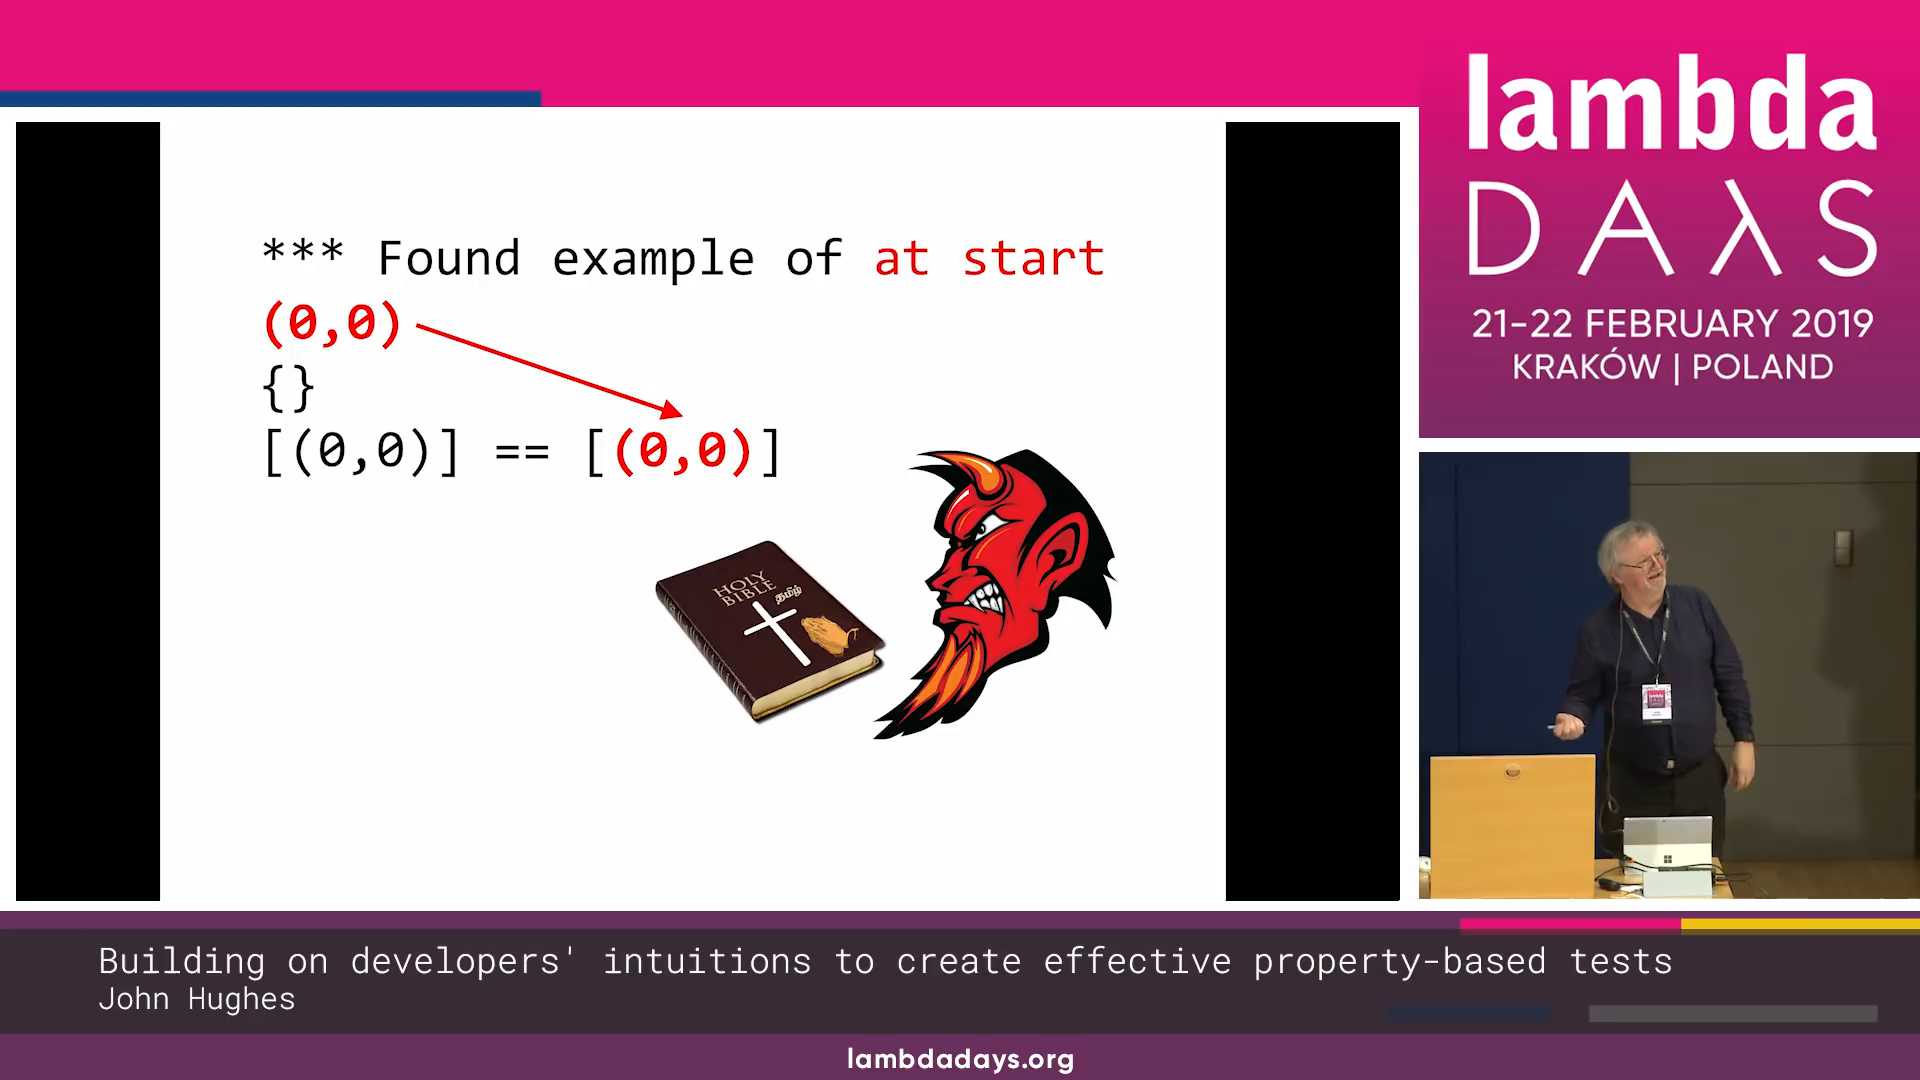 *** Found example of at start
(0,0)
{}
[(0,0)] == [(0,0)]
HOLY
BIBLE
தமிழ்
lambda
DAλS
21-22 FEBRUARY 2019
KRAKÓW | POLAND
Building on developers' intuitions to create effective property-based tests
John Hughes
lambdadays.org